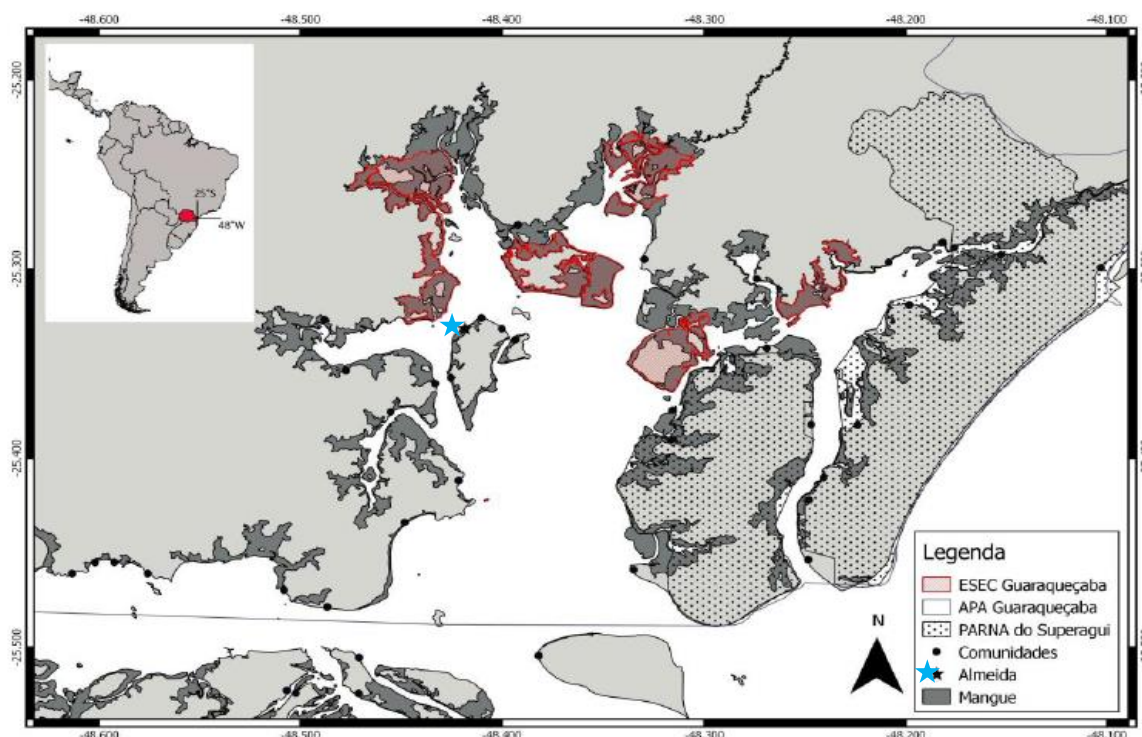 -48.600 -48.500 -48.400 -48.300 -48.200 -48.100
-25.200
25°S
48°W
-25.300
-25.400
-25.500
Legenda
ESEC Guaraqueçaba
APA Guaraqueçaba
PARNA do Superagui
Comunidades
Almeida
Mangue
N
-48.600 -48.500 -48.400 -48.300 -48.200 -48.100